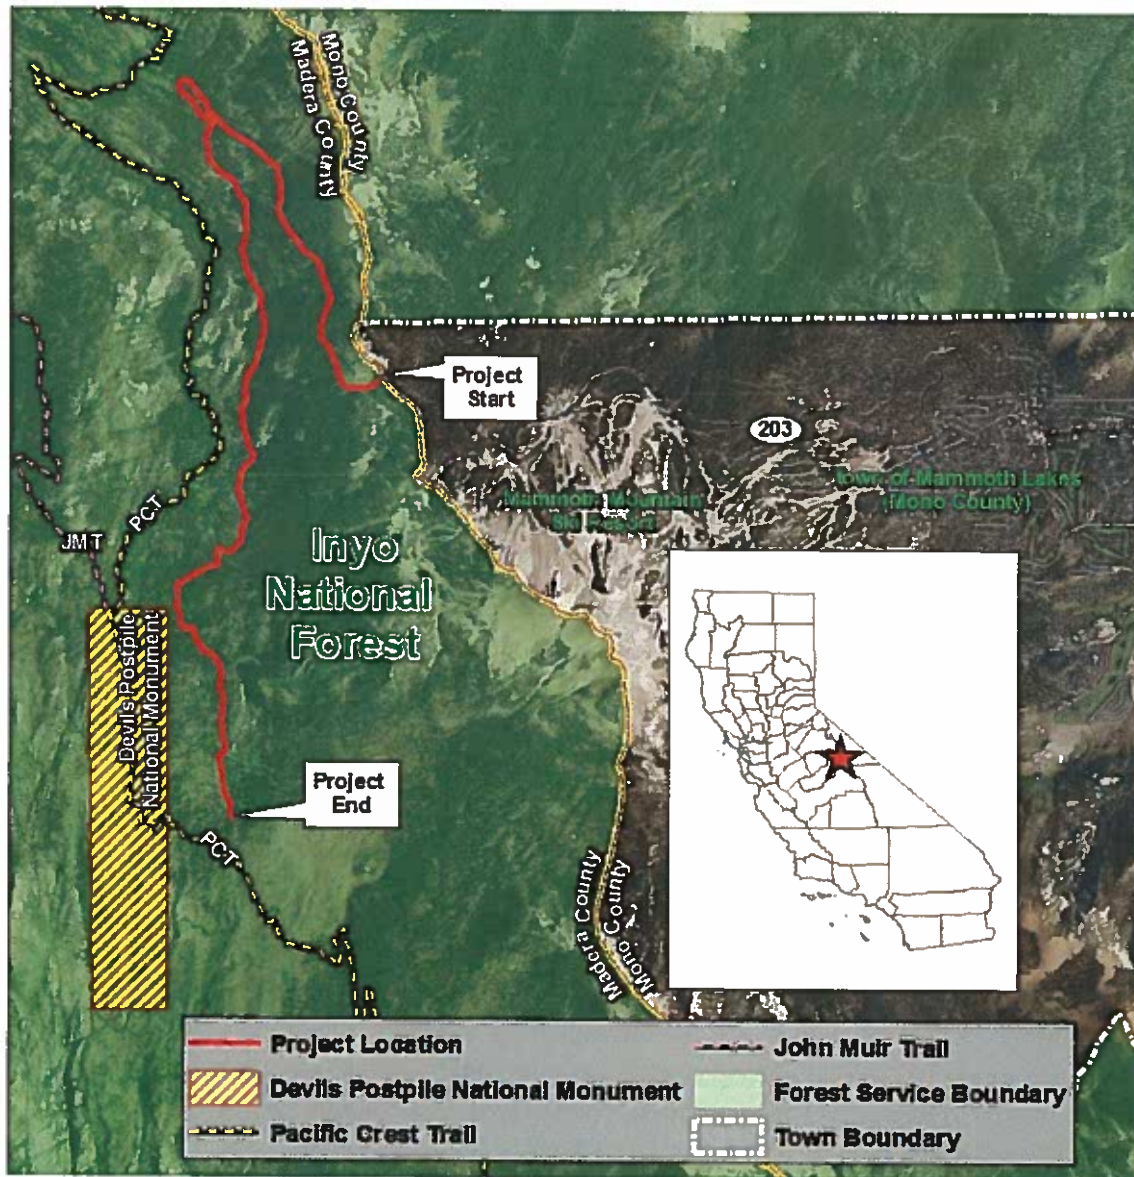 Mono County
Madera County
Project
Start
203
Mammoth Mountain
Ski Resort
Town of Mammoth Lakes
(Mono County)
PCT
JMT
Inyo
National
Forest
Devils Postpile
National Monument
Project
End
PCT
Madera County
Mono County
Project Location
Devils Postpile National Monument
Pacific Crest Trail
John Muir Trail
Forest Service Boundary
Town Boundary